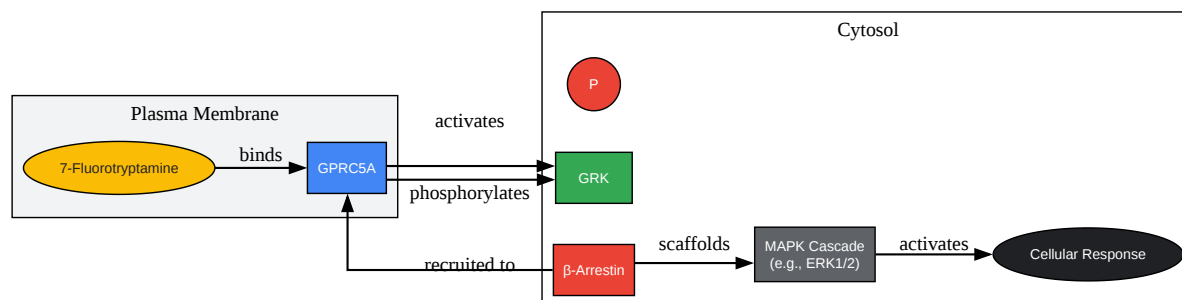 Cytosol
P
Plasma Membrane
7-Fluorotryptamine
binds
GPRC5A
activates
phosphorylates
GRK
recruited to
β-Arrestin
scaffolds
MAPK Cascade
(e.g., ERK1/2)
activates
Cellular Response